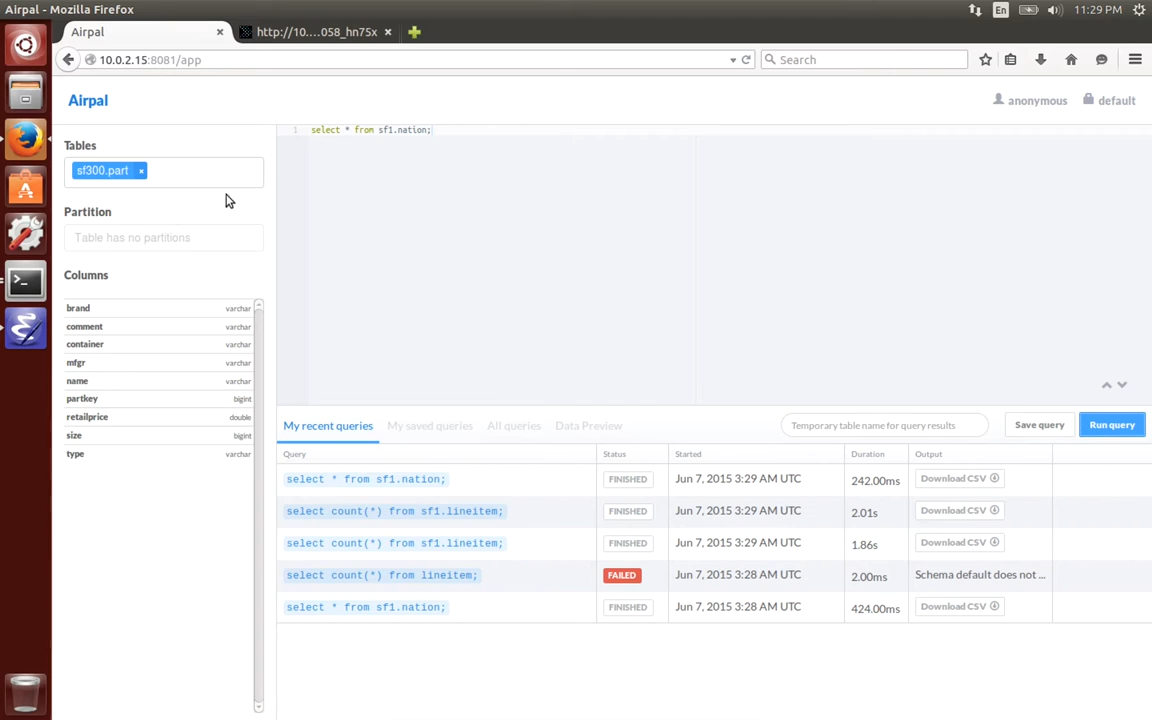 Airpal - Mozilla Firefox
En
11:29 PM
Airpal ×
http://10....058_hn75x ×
10.0.2.15:8081/app
Search
Airpal
anonymous
default
Tables
sf300.part ×
Partition
Table has no partitions
Columns
brand varchar
comment varchar
container varchar
mfgr varchar
name varchar
partkey bigint
retailprice double
size bigint
type varchar
1 select * from sf1.nation;
My recent queries
My saved queries
All queries
Data Preview
Temporary table name for query results
Save query
Run query
Query Status Started Duration Output
select * from sf1.nation; FINISHED Jun 7, 2015 3:29 AM UTC 242.00ms Download CSV
select count(*) from sf1.lineitem; FINISHED Jun 7, 2015 3:29 AM UTC 2.01s Download CSV
select count(*) from sf1.lineitem; FINISHED Jun 7, 2015 3:29 AM UTC 1.86s Download CSV
select count(*) from lineitem; FAILED Jun 7, 2015 3:28 AM UTC 2.00ms Schema default does not ...
select * from sf1.nation; FINISHED Jun 7, 2015 3:28 AM UTC 424.00ms Download CSV